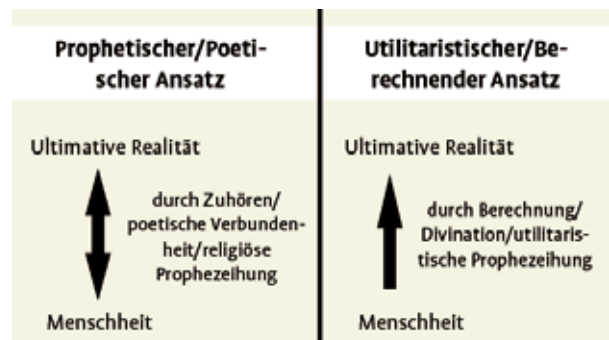 Prophetischer/Poeti-
scher Ansatz
Ultimative Realität
durch Zuhören/
poetische Verbunden-
heit/religiöse
Prophezeihung
Menschheit
Utilitaristischer/Be-
rechnender Ansatz
Ultimative Realität
durch Berechnung/
Divination/utilitaris-
tische Prophezeihung
Menschheit